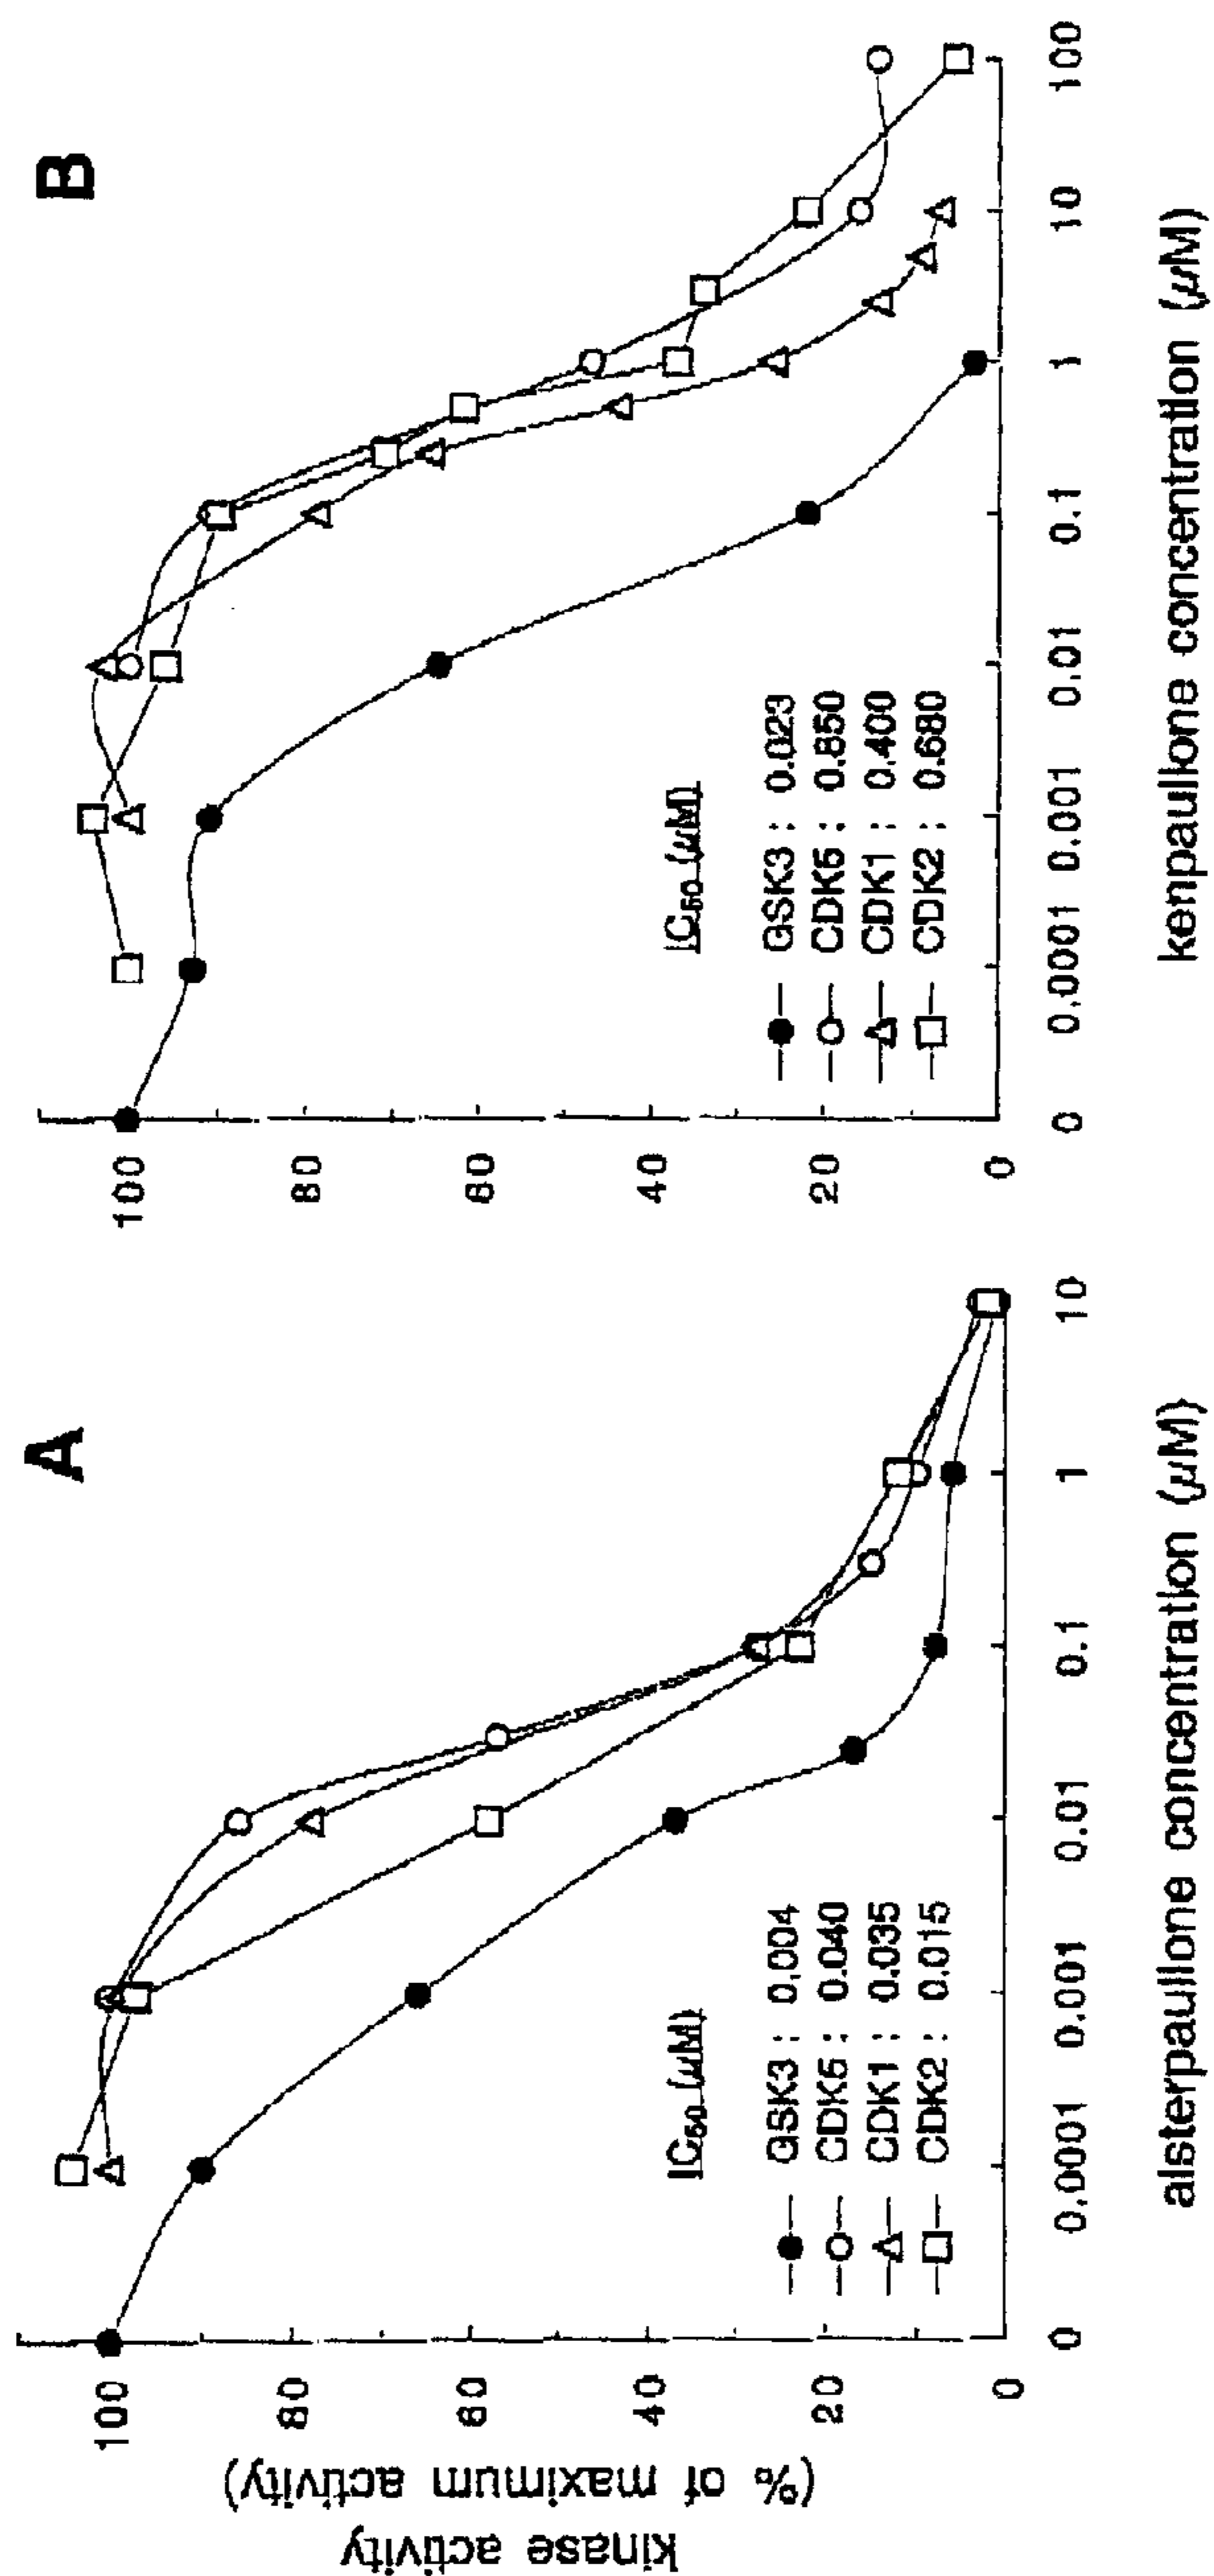 A
kinase activity
(% of maximum activity)
100
80
60
40
20
0
IC50 (μM)
GSK3 : 0.004
CDK5 : 0.040
CDK1 : 0.035
CDK2 : 0.015
0 0.0001 0.001 0.01 0.1 1 10
alsterpaullone concentration (μM)
B
100
80
60
40
20
0
IC50 (μM)
GSK3 : 0.023
CDK5 : 0.850
CDK1 : 0.400
CDK2 : 0.680
0 0.0001 0.001 0.01 0.1 1 10 100
kenpaullone concentration (μM)